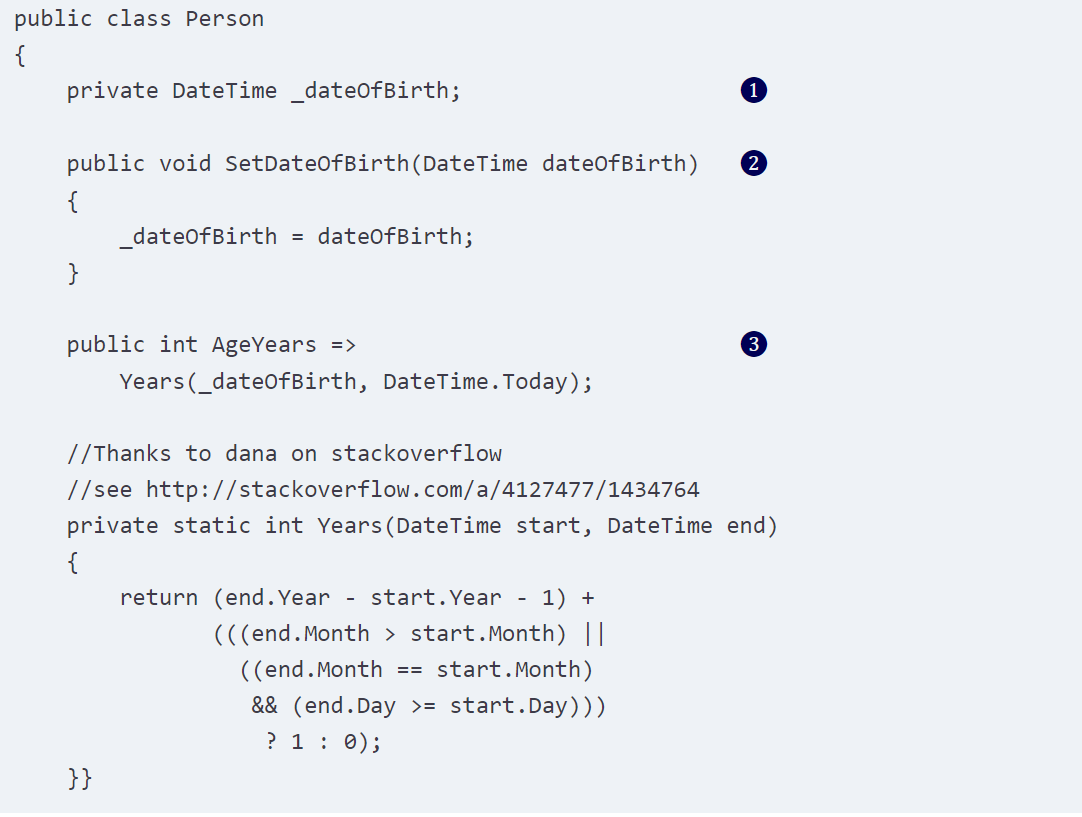 public class Person
{
    private DateTime _dateOfBirth; ❶
    public void SetDateOfBirth(DateTime dateOfBirth) ❷
    {
        _dateOfBirth = dateOfBirth;
    }
    public int AgeYears => ❸
        Years(_dateOfBirth, DateTime.Today);
    //Thanks to dana on stackoverflow
    //see http://stackoverflow.com/a/4127477/1434764
    private static int Years(DateTime start, DateTime end)
    {
        return (end.Year - start.Year - 1) +
               (((end.Month > start.Month) ||
                 ((end.Month == start.Month)
                  && (end.Day >= start.Day)))
                   ? 1 : 0);
    }}